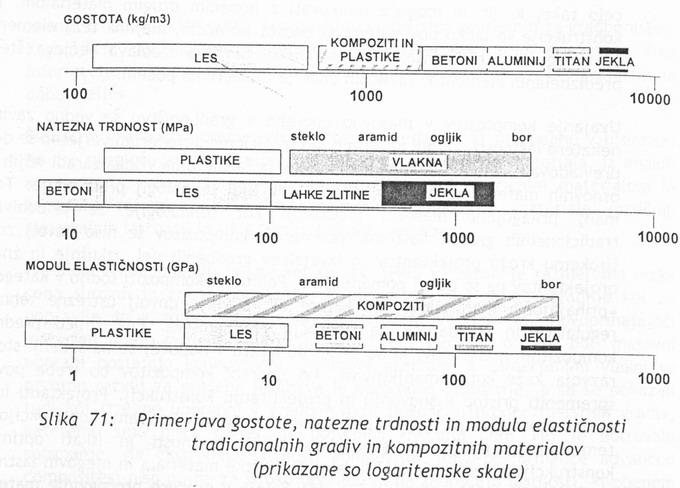 GOSTOTA (kg/m3)
LES
KOMPOZITI IN
PLASTIKE
BETONI
ALUMINIJ
TITAN
JEKLA
100
1000
10000
NATEZNA TRDNOST (MPa)
steklo
aramid
ogljik
bor
PLASTIKE
VLAKNA
BETONI
LES
LAHKE ZLITINE
JEKLA
10
100
1000
10000
MODUL ELASTIČNOSTI (GPa)
steklo
aramid
ogljik
bor
KOMPOZITI
PLASTIKE
LES
BETONI
ALUMINIJ
TITAN
JEKLA
1
10
100
1000
Slika 71: Primerjava gostote, natezne trdnosti in modula elastičnosti
tradicionalnih gradiv in kompozitnih materialov
(prikazane so logaritemske skale)